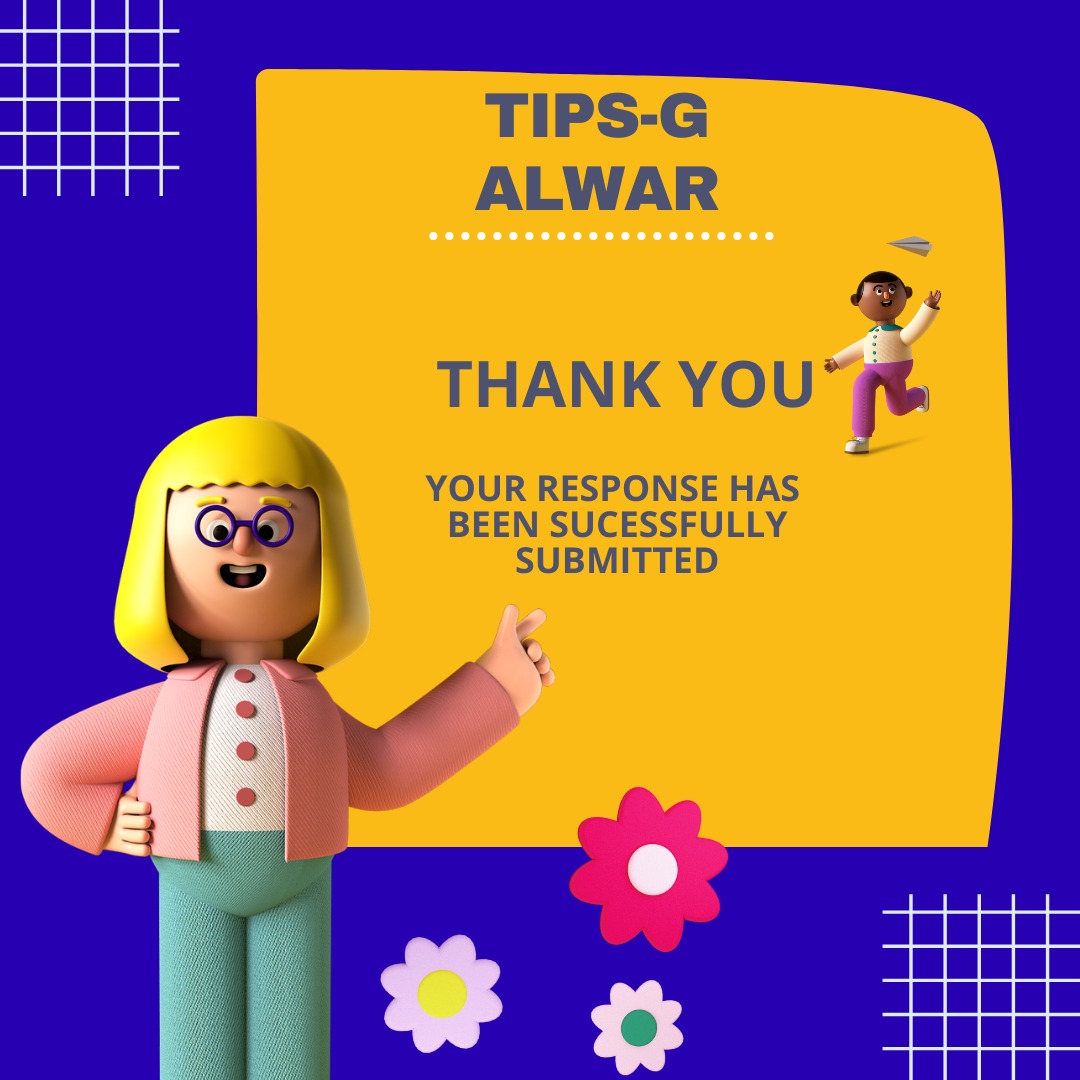 TIPS-G
ALWAR
THANK YOU
YOUR RESPONSE HAS
BEEN SUCESSFULLY
SUBMITTED